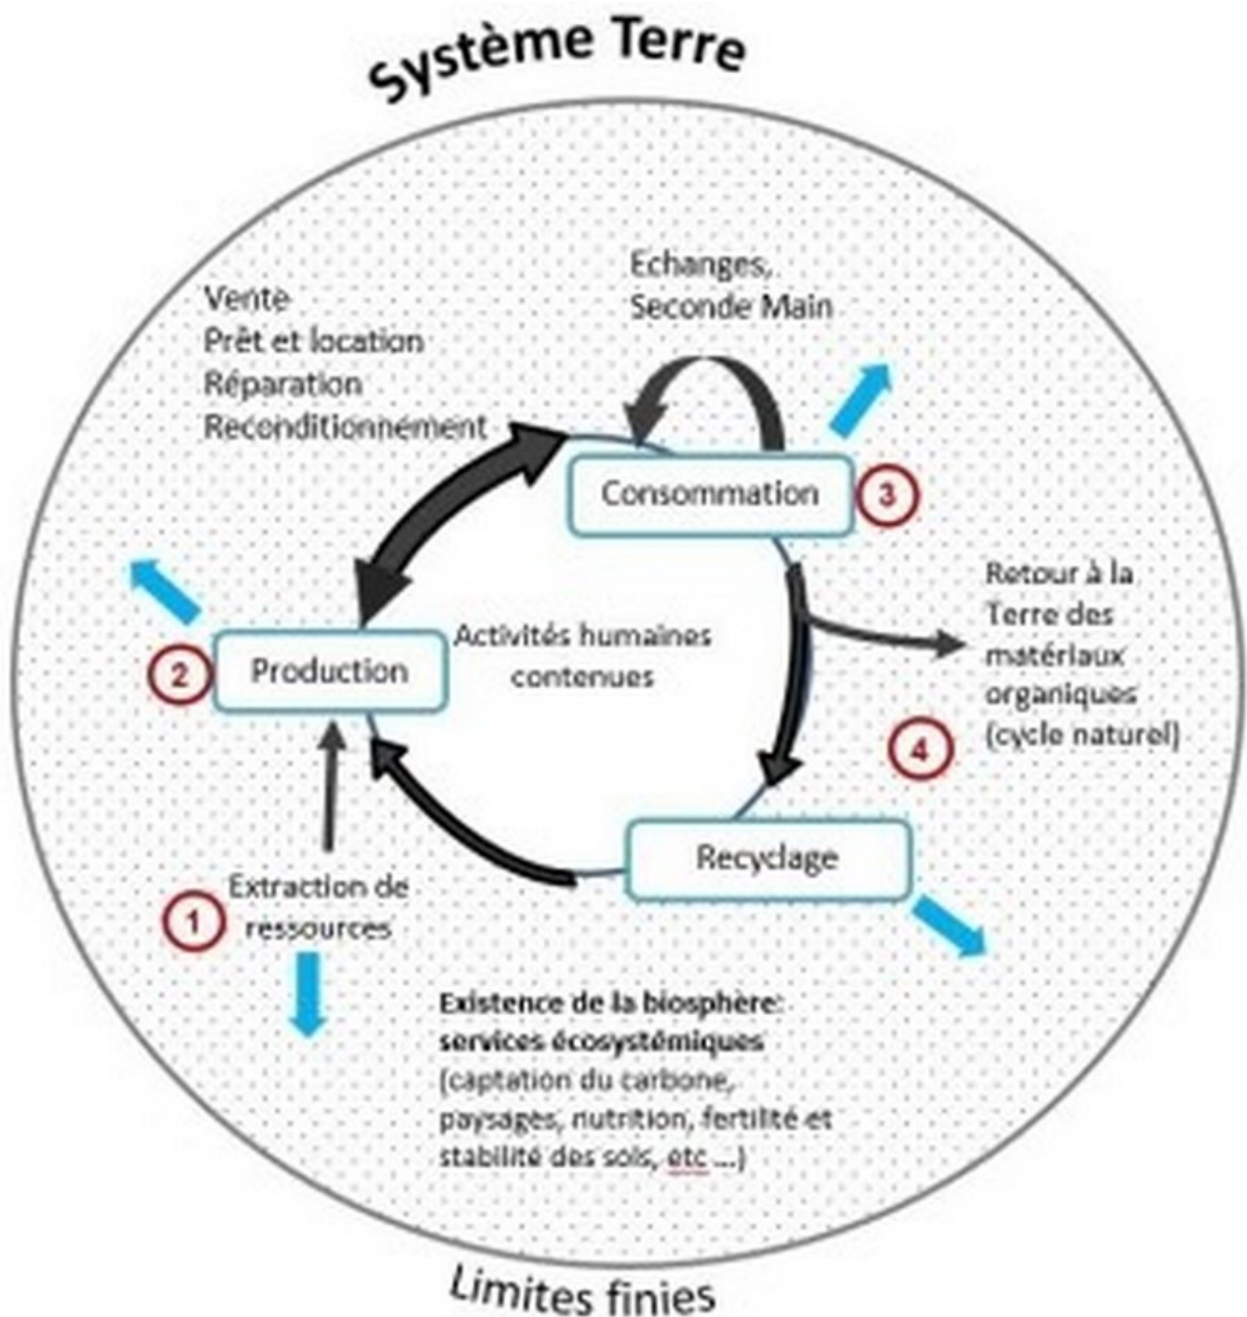 Système Terre
Echanges,
Seconde Main
Vente
Prêt et location
Réparation
Reconditionnement
Consommation
3
Retour à la
Terre des
matériaux
organiques
(cycle naturel)
Activités humaines
contenues
2
Production
4
Recyclage
1
Extraction de
ressources
Existence de la biosphère:
services écosystémiques
(captation du carbone,
paysages, nutrition, fertilité et
stabilité des sols, etc ...)
Limites finies